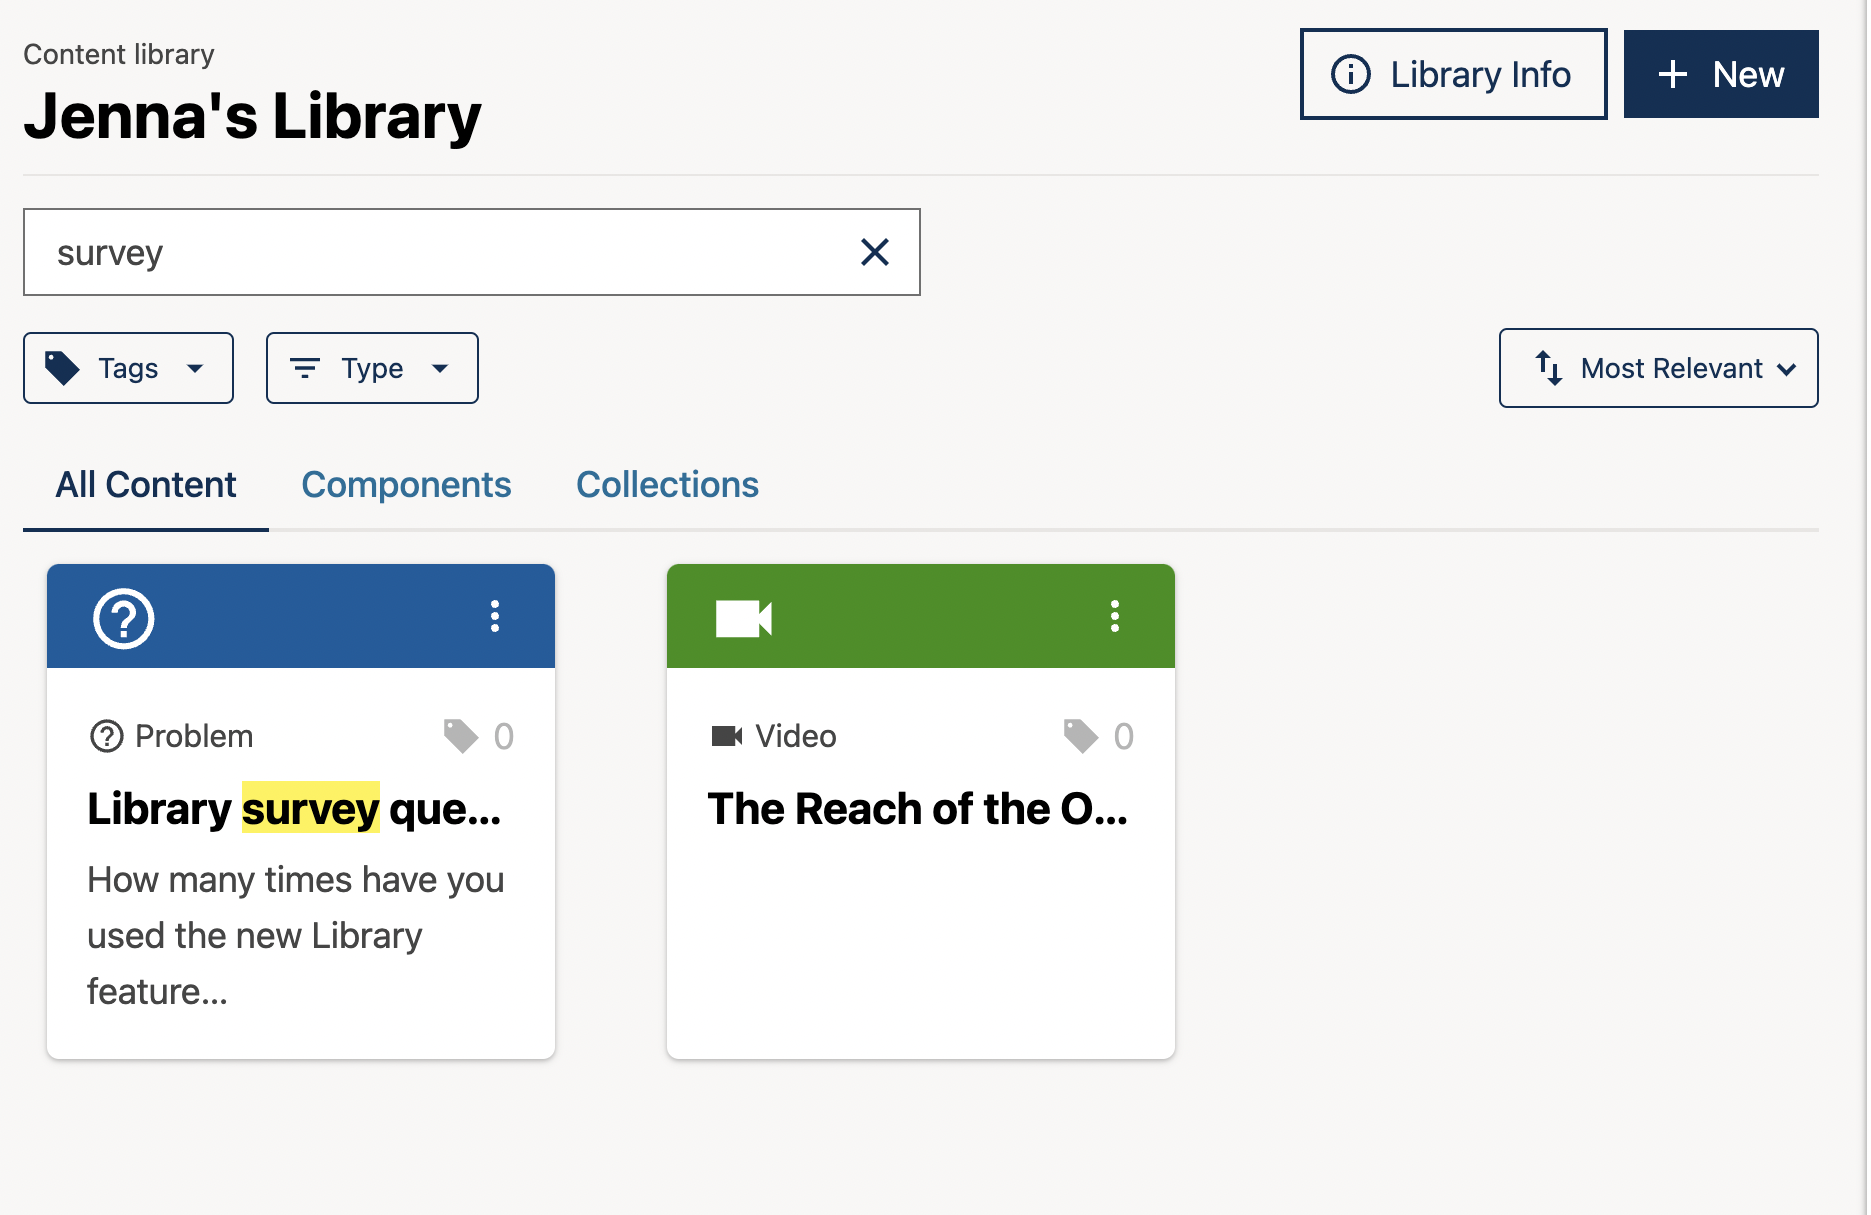 Content library
Jenna's Library
Library Info
New
survey
Tags
Type
Most Relevant
All Content
Components
Collections
Problem
0
Library survey que...
How many times have you
used the new Library
feature...
Video
0
The Reach of the O...